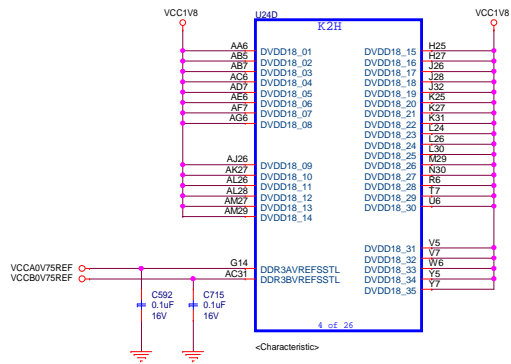 VCC1V8
U24D
VCC1V8
K2H
AA6 DVDD18_01
AB5 DVDD18_02
AB7 DVDD18_03
AC6 DVDD18_04
AD7 DVDD18_05
AE6 DVDD18_06
AF7 DVDD18_07
AG6 DVDD18_08
AJ26 DVDD18_09
AK27 DVDD18_10
AL26 DVDD18_11
AL28 DVDD18_12
AM27 DVDD18_13
AM29 DVDD18_14
DVDD18_15 H25
DVDD18_16 H27
DVDD18_17 J26
DVDD18_18 J28
DVDD18_19 J32
DVDD18_20 K25
DVDD18_21 K27
DVDD18_22 K31
DVDD18_23 L24
DVDD18_24 L26
DVDD18_25 L30
DVDD18_26 M29
DVDD18_27 N30
DVDD18_28 R6
DVDD18_29 T7
DVDD18_30 U6
DVDD18_31 V5
DVDD18_32 V7
DVDD18_33 W6
DVDD18_34 Y5
DVDD18_35 Y7
VCCA0V75REF G14 DDR3AVREFSSTL
VCCB0V75REF AC31 DDR3BVREFSSTL
C592
0.1uF
16V
C715
0.1uF
16V
4 of 26
<Characteristic>